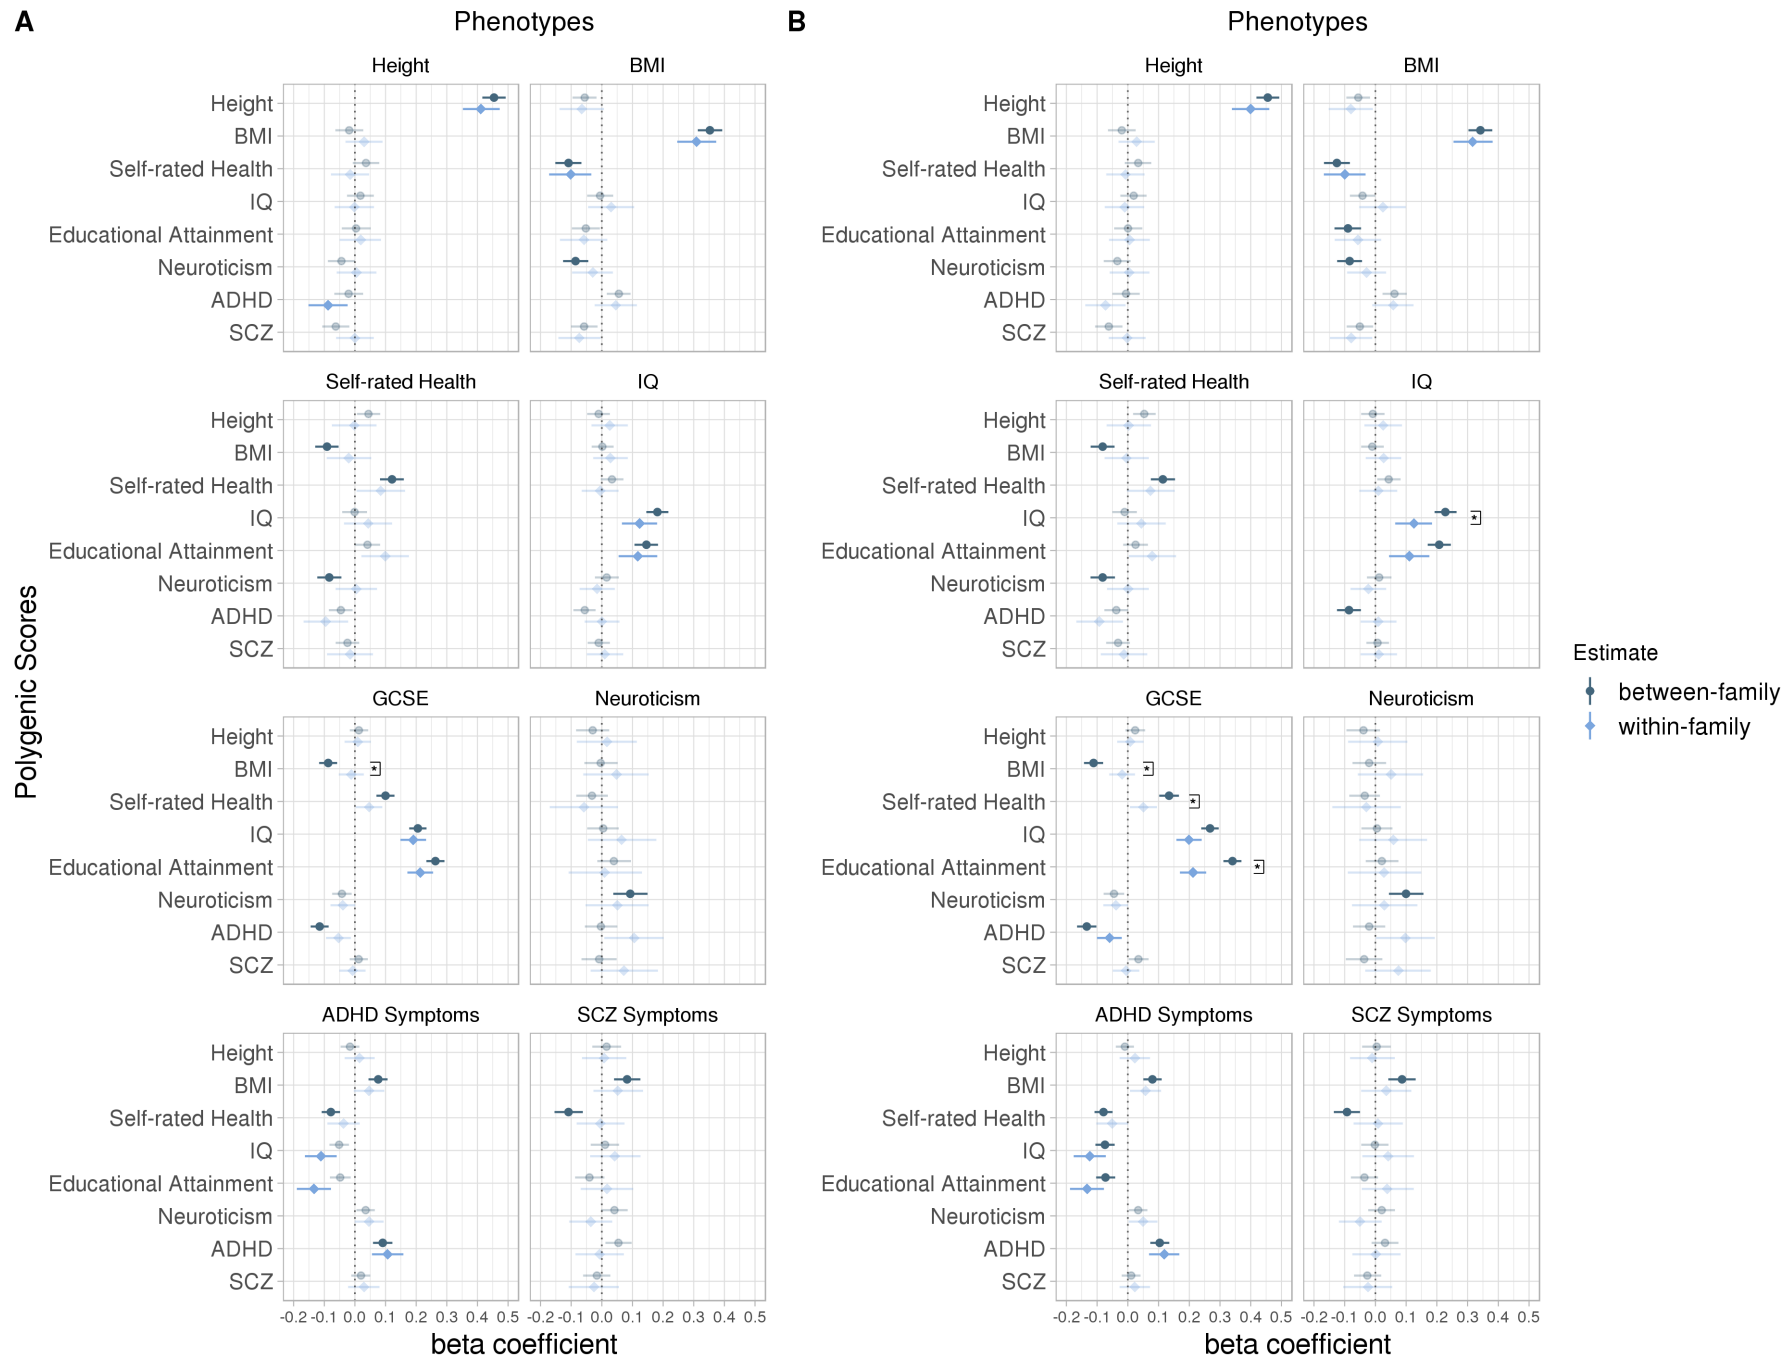 A
Phenotypes
B
Phenotypes
Height
BMI
Height
BMI
Height
BMI
Self-rated Health
IQ
Educational Attainment
Neuroticism
ADHD
SCZ
Height
BMI
Self-rated Health
IQ
Educational Attainment
Neuroticism
ADHD
SCZ
Self-rated Health
IQ
Self-rated Health
IQ
Height
BMI
Self-rated Health
IQ
Educational Attainment
Neuroticism
ADHD
SCZ
Height
BMI
Self-rated Health
IQ
Educational Attainment
Neuroticism
ADHD
SCZ
*
Polygenic Scores
GCSE
Neuroticism
GCSE
Neuroticism
Height
BMI
Self-rated Health
IQ
Educational Attainment
Neuroticism
ADHD
SCZ
*
Height
BMI
Self-rated Health
IQ
Educational Attainment
Neuroticism
ADHD
SCZ
*
*
*
ADHD Symptoms
SCZ Symptoms
ADHD Symptoms
SCZ Symptoms
Height
BMI
Self-rated Health
IQ
Educational Attainment
Neuroticism
ADHD
SCZ
Height
BMI
Self-rated Health
IQ
Educational Attainment
Neuroticism
ADHD
SCZ
-0.2 -0.1 0.0 0.1 0.2 0.3 0.4 0.5
-0.2 -0.1 0.0 0.1 0.2 0.3 0.4 0.5
-0.2 -0.1 0.0 0.1 0.2 0.3 0.4 0.5
-0.2 -0.1 0.0 0.1 0.2 0.3 0.4 0.5
beta coefficient
beta coefficient
Estimate
between-family
within-family